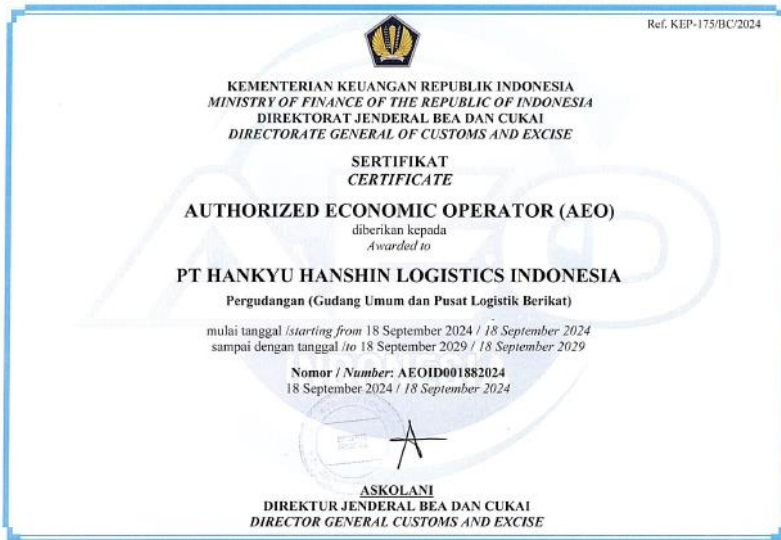 Ref. KEP-175/BC/2024
KEMENTERIAN KEUANGAN REPUBLIK INDONESIA
MINISTRY OF FINANCE OF THE REPUBLIC OF INDONESIA
DIREKTORAT JENDERAL BEA DAN CUKAI
DIRECTORATE GENERAL OF CUSTOMS AND EXCISE
SERTIFIKAT
CERTIFICATE
AUTHORIZED ECONOMIC OPERATOR (AEO)
diberikan kepada
Awarded to
PT HANKYU HANSHIN LOGISTICS INDONESIA
Pergudangan (Gudang Umum dan Pusat Logistik Berikat)
mulai tanggal /starting from 18 September 2024 / 18 September 2024
sampai dengan tanggal /to 18 September 2029 / 18 September 2029
Nomor / Number: AEOID001882024
18 September 2024 / 18 September 2024
ASKOLANI
DIREKTUR JENDERAL BEA DAN CUKAI
DIRECTOR GENERAL CUSTOMS AND EXCISE
AEO
INDONESIA